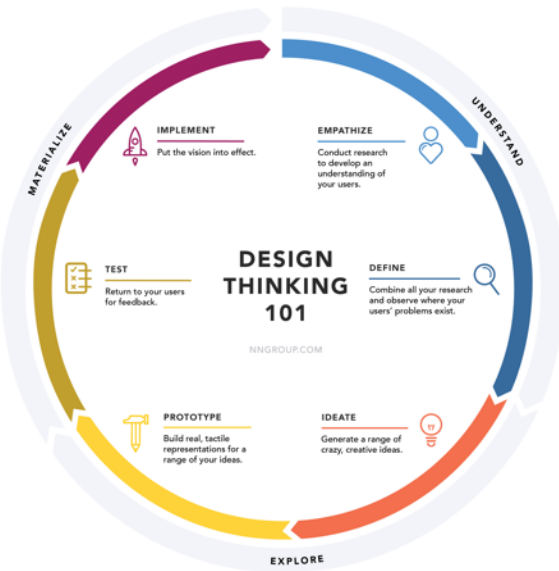 DESIGN
THINKING
101
NNGROUP.COM
UNDERSTAND
EMPATHIZE
Conduct research
to develop an
understanding of
your users.
DEFINE
Combine all your research
and observe where your
users' problems exist.
EXPLORE
IDEATE
Generate a range of
crazy, creative ideas.
PROTOTYPE
Build real, tactile
representations for a
range of your ideas.
MATERIALIZE
TEST
Return to your users
for feedback.
IMPLEMENT
Put the vision into effect.